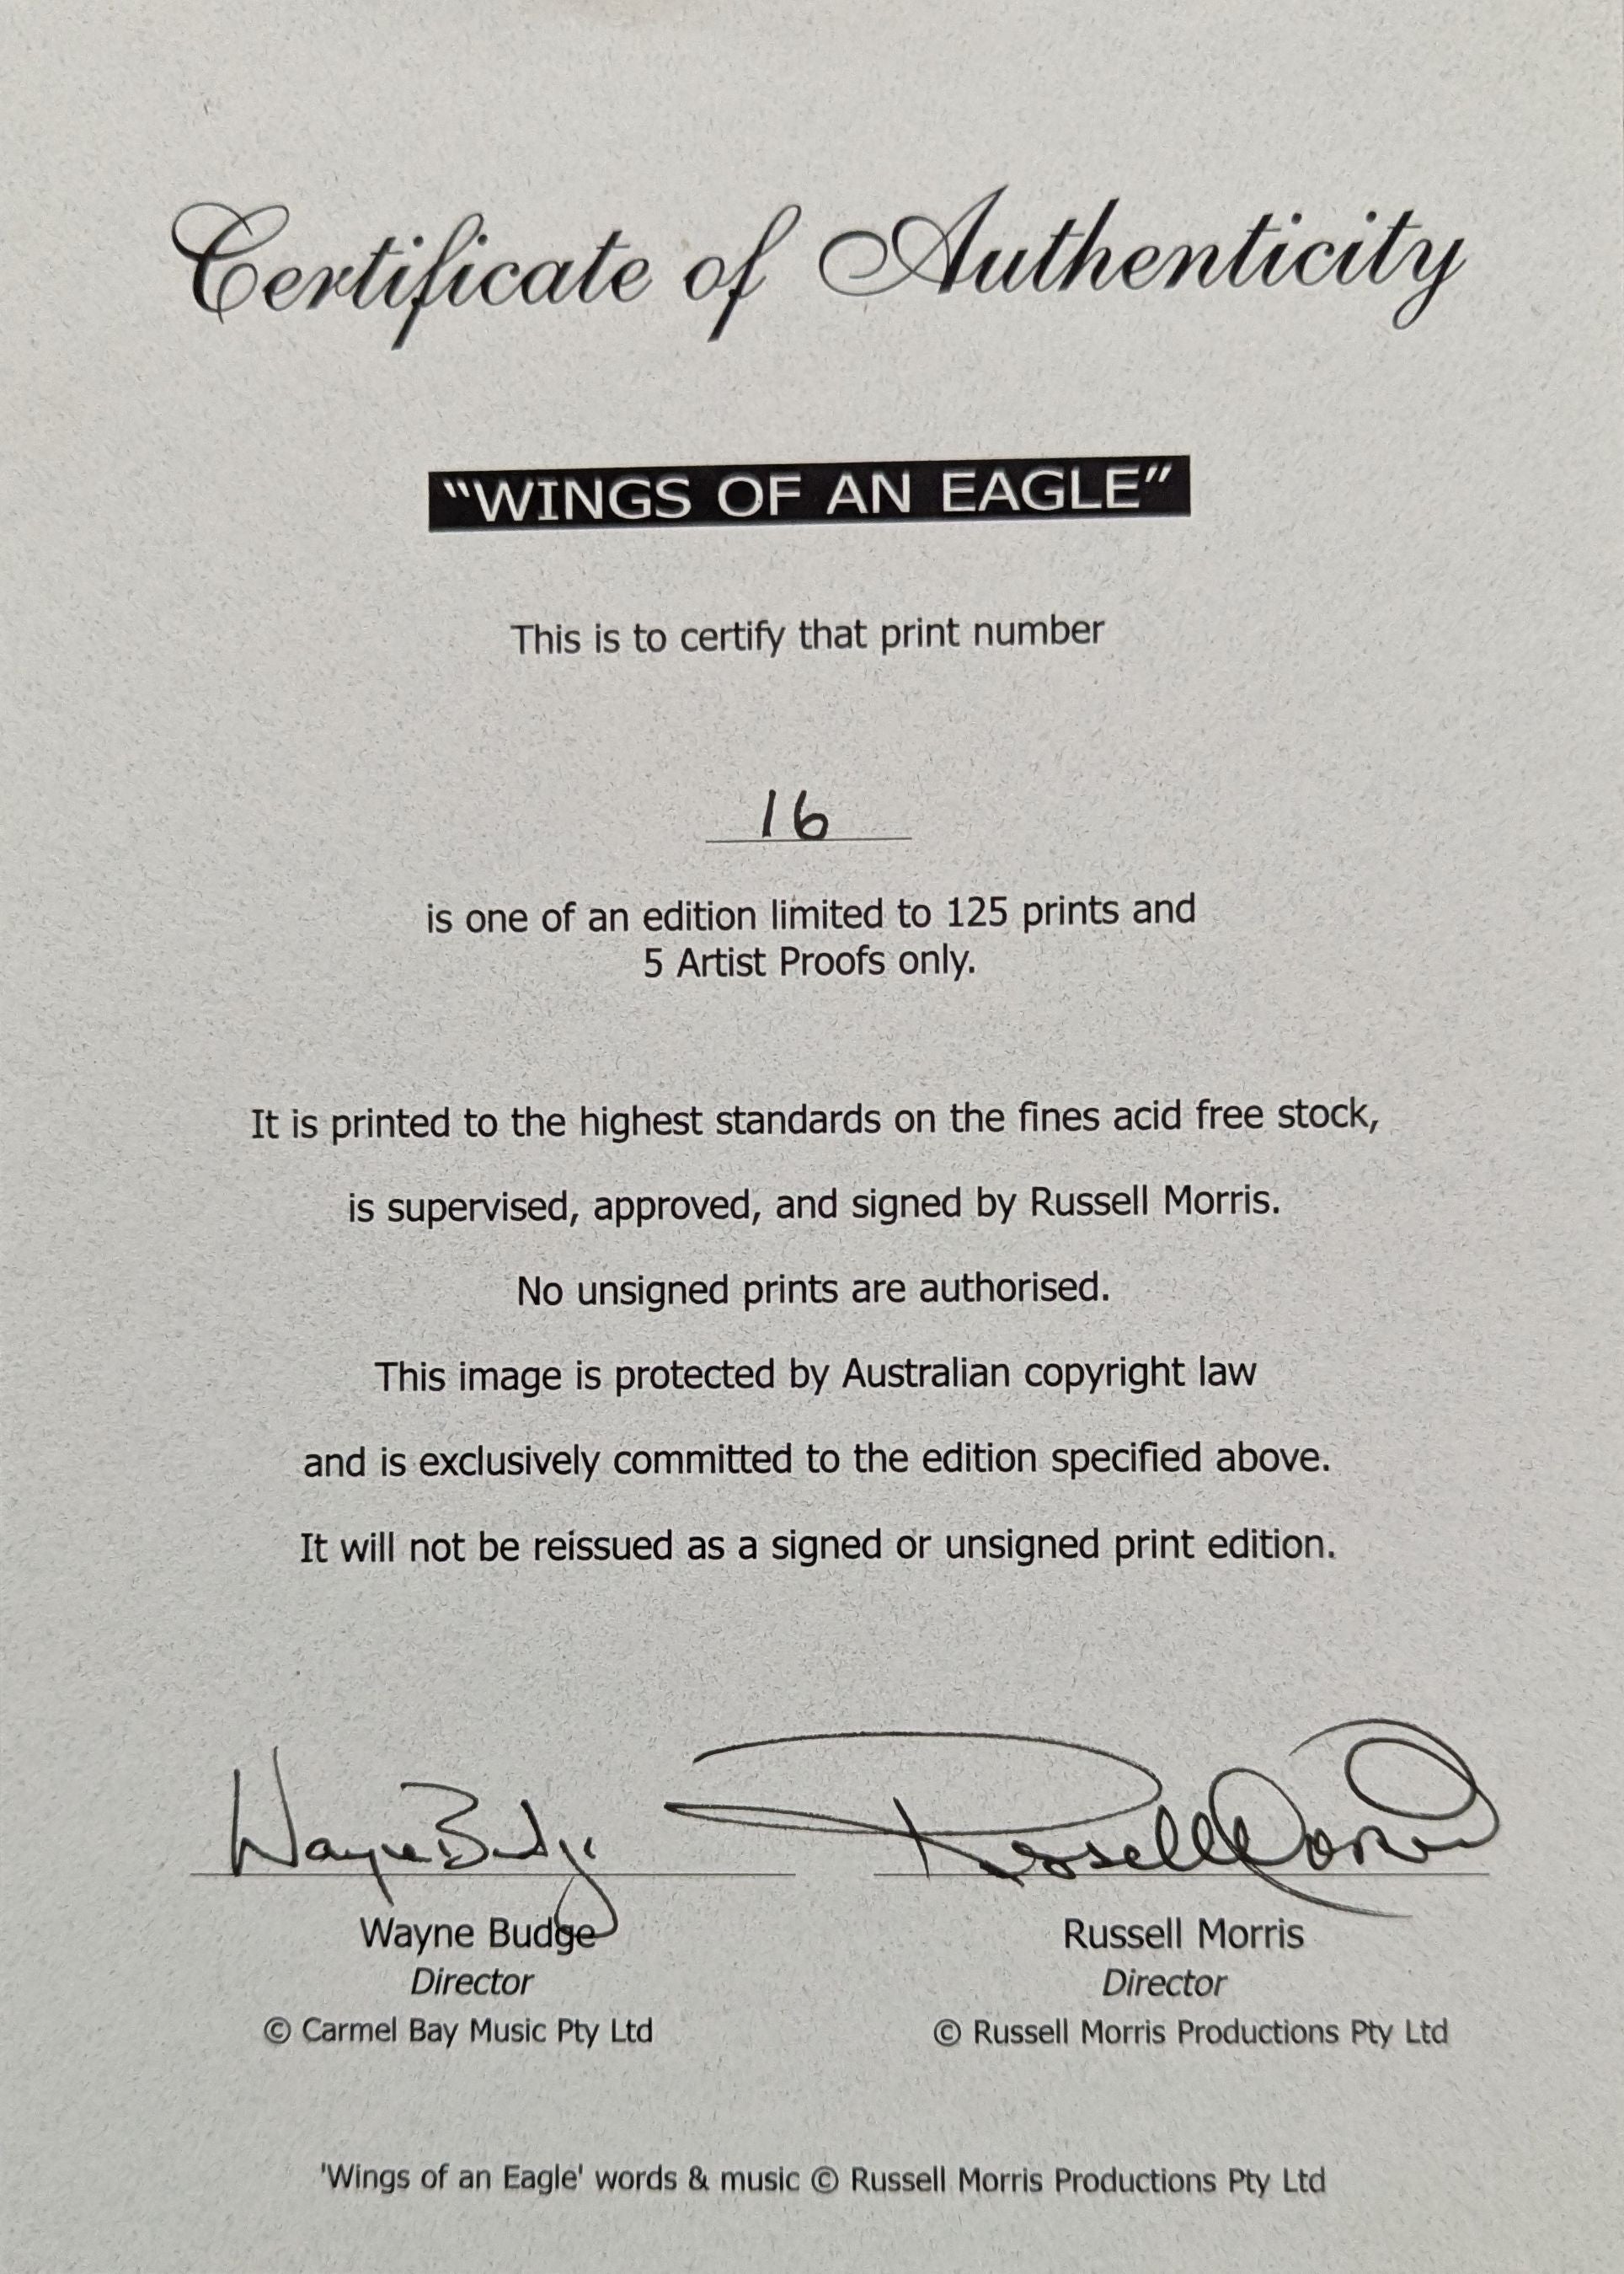 Certificate of Authenticity
“WINGS OF AN EAGLE”
This is to certify that print number
16
is one of an edition limited to 125 prints and
5 Artist Proofs only.
It is printed to the highest standards on the fines acid free stock,
is supervised, approved, and signed by Russell Morris.
No unsigned prints are authorised.
This image is protected by Australian copyright law
and is exclusively committed to the edition specified above.
It will not be reissued as a signed or unsigned print edition.
Wayne Budge Russell Morris
Wayne Budge Russell Morris
Director Director
© Carmel Bay Music Pty Ltd © Russell Morris Productions Pty Ltd
'Wings of an Eagle' words & music © Russell Morris Productions Pty Ltd